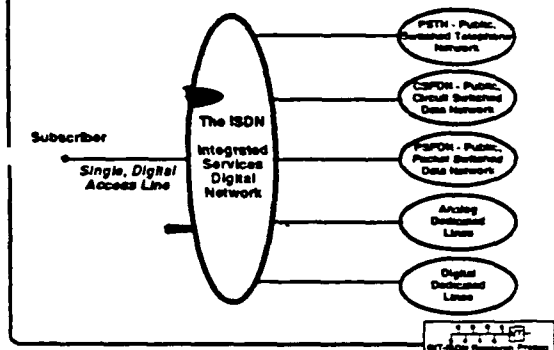 Subscriber
Single, Digital
Access Line
The ISDN
Integrated
Services
Digital
Network
PSTN - Public,
Switched Telephone
Network
CSPDN - Public,
Circuit Switched
Data Network
PSPDN - Public,
Packet Switched
Data Network
Analog
Dedicated
Lines
Digital
Dedicated
Lines